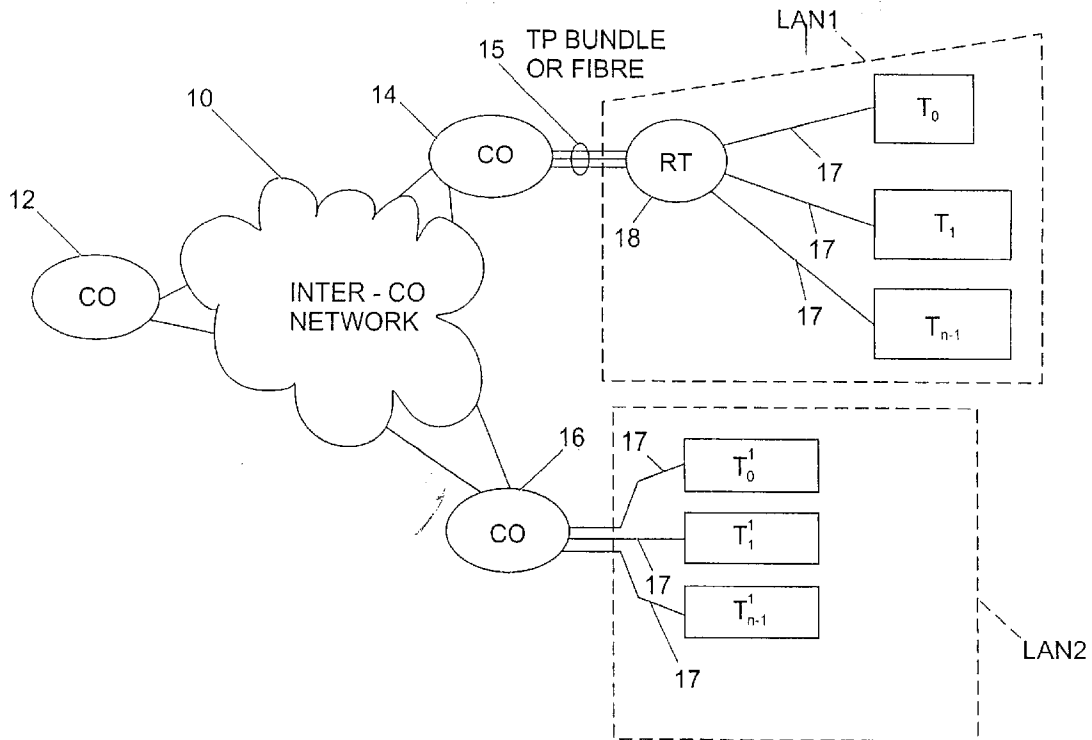 LAN1
TP BUNDLE
OR FIBRE
15
14
10
12
CO
RT
T0
17
T1
17
18
17
Tn-1
CO
INTER - CO
NETWORK
16
17
T10
CO
T11
17
T1n-1
17
LAN2